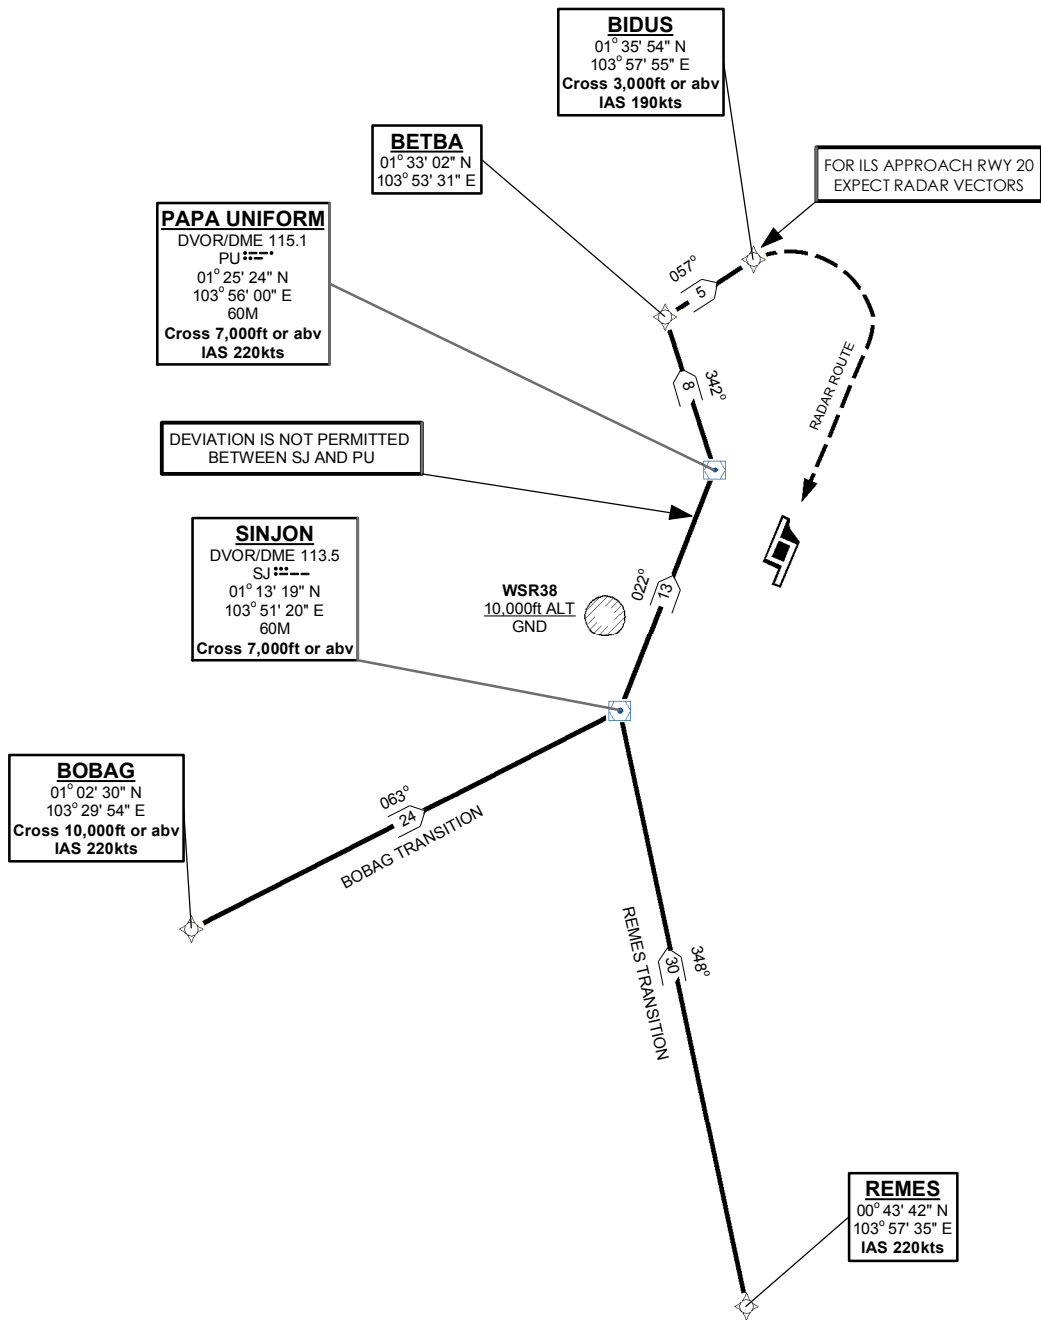 BIDUS
01° 35' 54" N
103° 57' 55" E
Cross 3,000ft or abv
IAS 190kts
BETBA
01° 33' 02" N
103° 53' 31" E
FOR ILS APPROACH RWY 20
EXPECT RADAR VECTORS
PAPA UNIFORM
DVOR/DME 115.1
PU
01° 25' 24" N
103° 56' 00" E
60M
Cross 7,000ft or abv
IAS 220kts
057°
5
RADAR ROUTE
342°
8
DEVIATION IS NOT PERMITTED
BETWEEN SJ AND PU
SINJON
DVOR/DME 113.5
SJ
01° 13' 19" N
103° 51' 20" E
60M
Cross 7,000ft or abv
WSR38
10,000ft ALT
GND
022°
13
BOBAG
01° 02' 30" N
103° 29' 54" E
Cross 10,000ft or abv
IAS 220kts
063°
24
BOBAG TRANSITION
REMES TRANSITION
348°
30
REMES
00° 43' 42" N
103° 57' 35" E
IAS 220kts